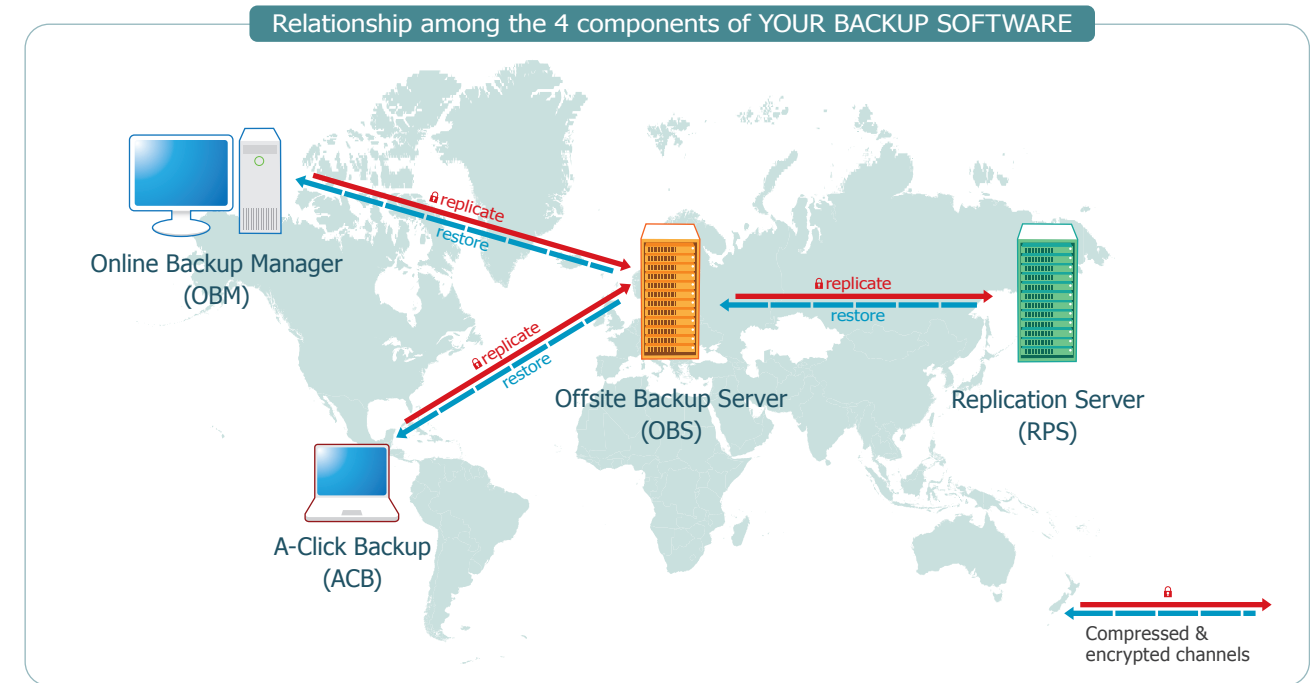 Relationship among the 4 components of YOUR BACKUP SOFTWARE
replicate
restore
Online Backup Manager
(OBM)
replicate
restore
replicate
restore
Offsite Backup Server
(OBS)
Replication Server
(RPS)
A-Click Backup
(ACB)
Compressed &
encrypted channels